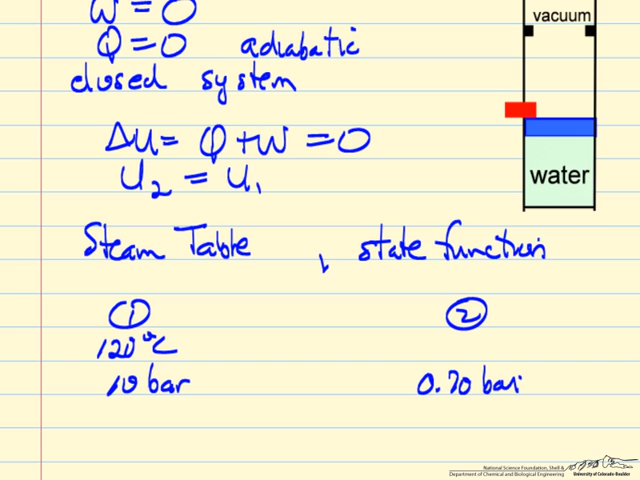 W = 0
Q = 0 adiabatic
closed system
ΔU = Q + W = 0
U₂ = U₁
Steam Table , state function
① ②
120°C
10 bar 0.70 bar
vacuum
water
National Science Foundation, Shell &
Department of Chemical and Biological Engineering
University of Colorado Boulder